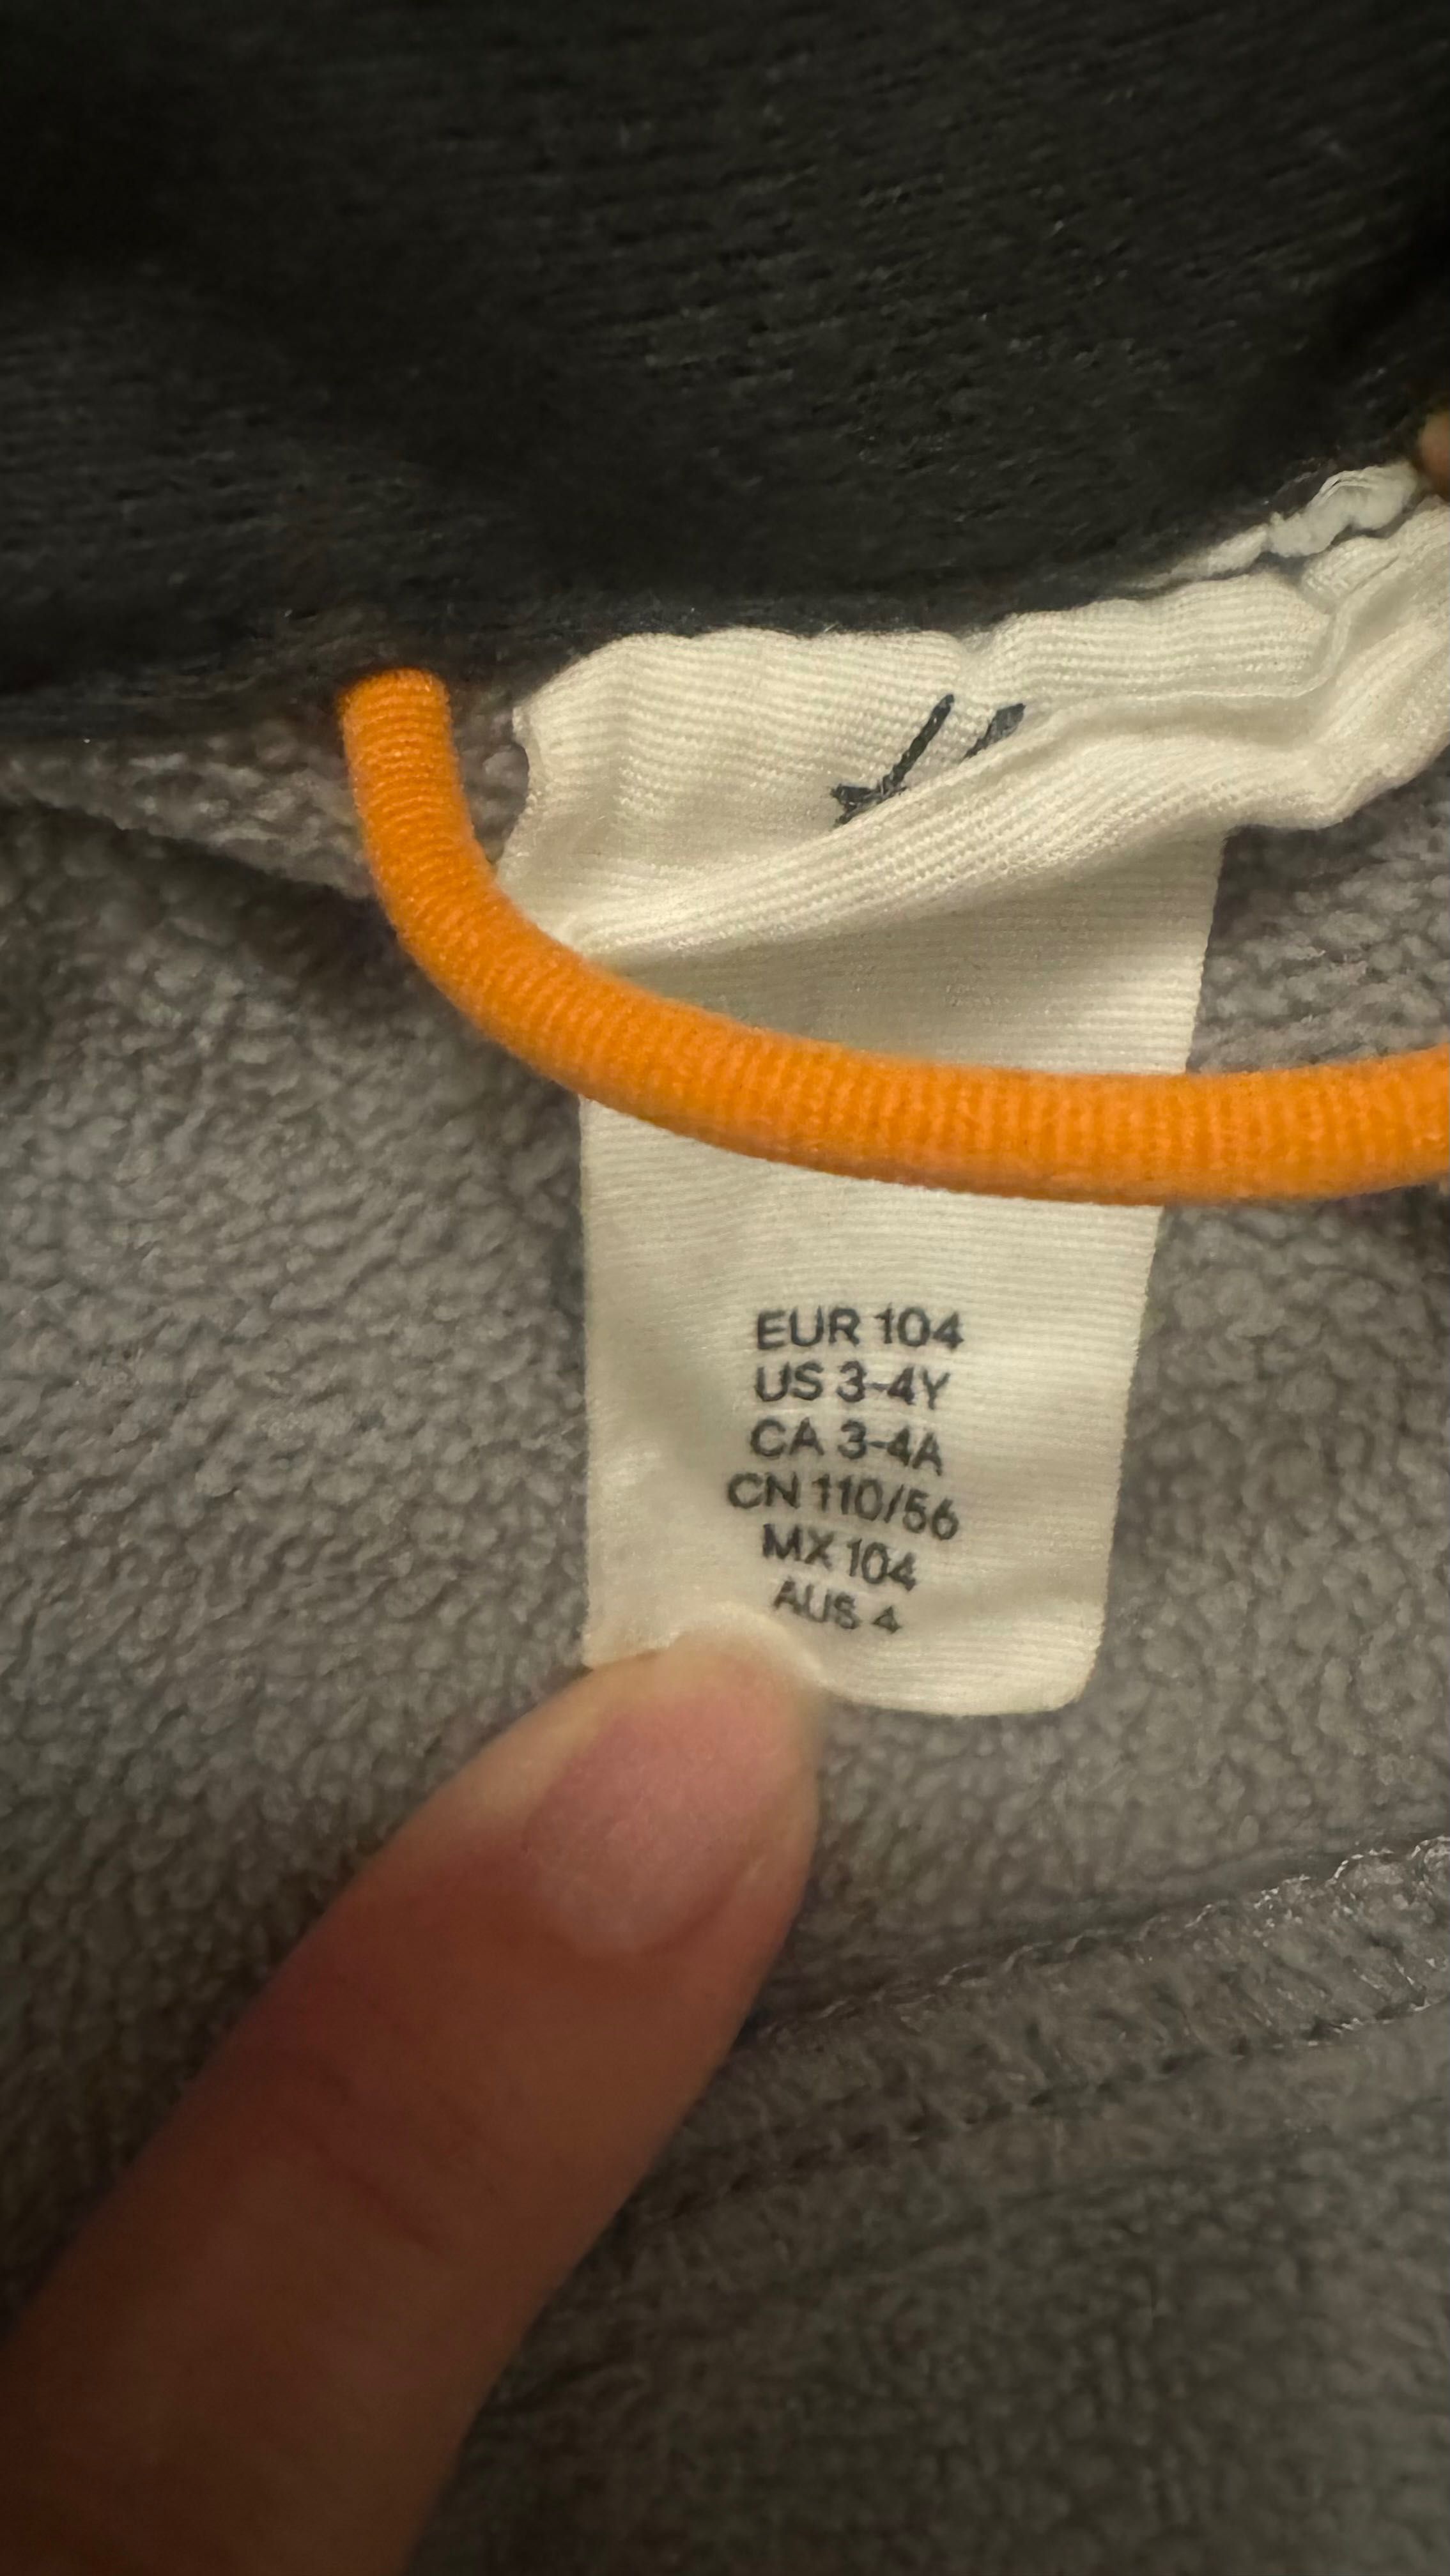 EUR 104
US 3-4Y
CA 3-4A
CN 110/56
MX 104
AUS 4